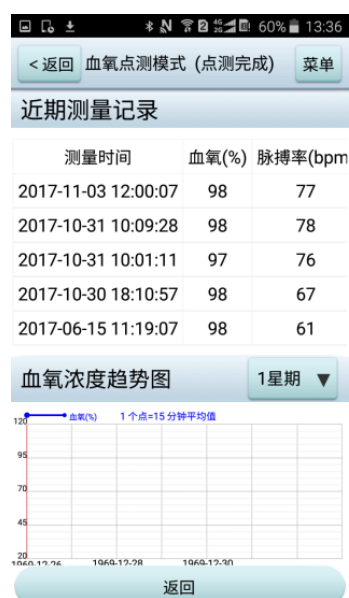 60% 13:36
<返回 血氧点测模式 (点测完成) 菜单
近期测量记录
测量时间 血氧(%) 脉搏率(bpm
2017-11-03 12:00:07 98 77
2017-10-31 10:09:28 98 78
2017-10-31 10:01:11 97 76
2017-10-30 18:10:57 98 67
2017-06-15 11:19:07 98 61
血氧浓度趋势图 1星期 ▼
血氧(%) 1 个点=15 分钟平均值
120
95
70
45
20
1969-12-26 1969-12-28 1969-12-30
返回